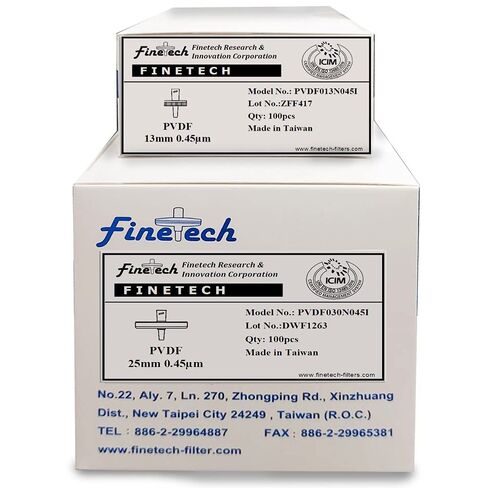 Finetech
Finetech Research &
Innovation Corporation
FINETECH
ICIM
Model No.: PVDF013N045I
Lot No.:ZFF417
Qty: 100pcs
Made in Taiwan
PVDF
13mm 0.45μm
www.finetech-filters.com
Finetech
Finetech
Finetech Research &
Innovation Corporation
FINETECH
ICIM
Model No.: PVDF030N045I
Lot No.:DWF1263
Qty: 100pcs
Made in Taiwan
PVDF
25mm 0.45μm
www.finetech-filters.com
No.22, Aly. 7, Ln. 270, Zhongping Rd., Xinzhuang
Dist., New Taipei City 24249 , Taiwan (R.O.C.)
TEL : 886-2-29964887 FAX : 886-2-29965381
www.finetech-filter.com